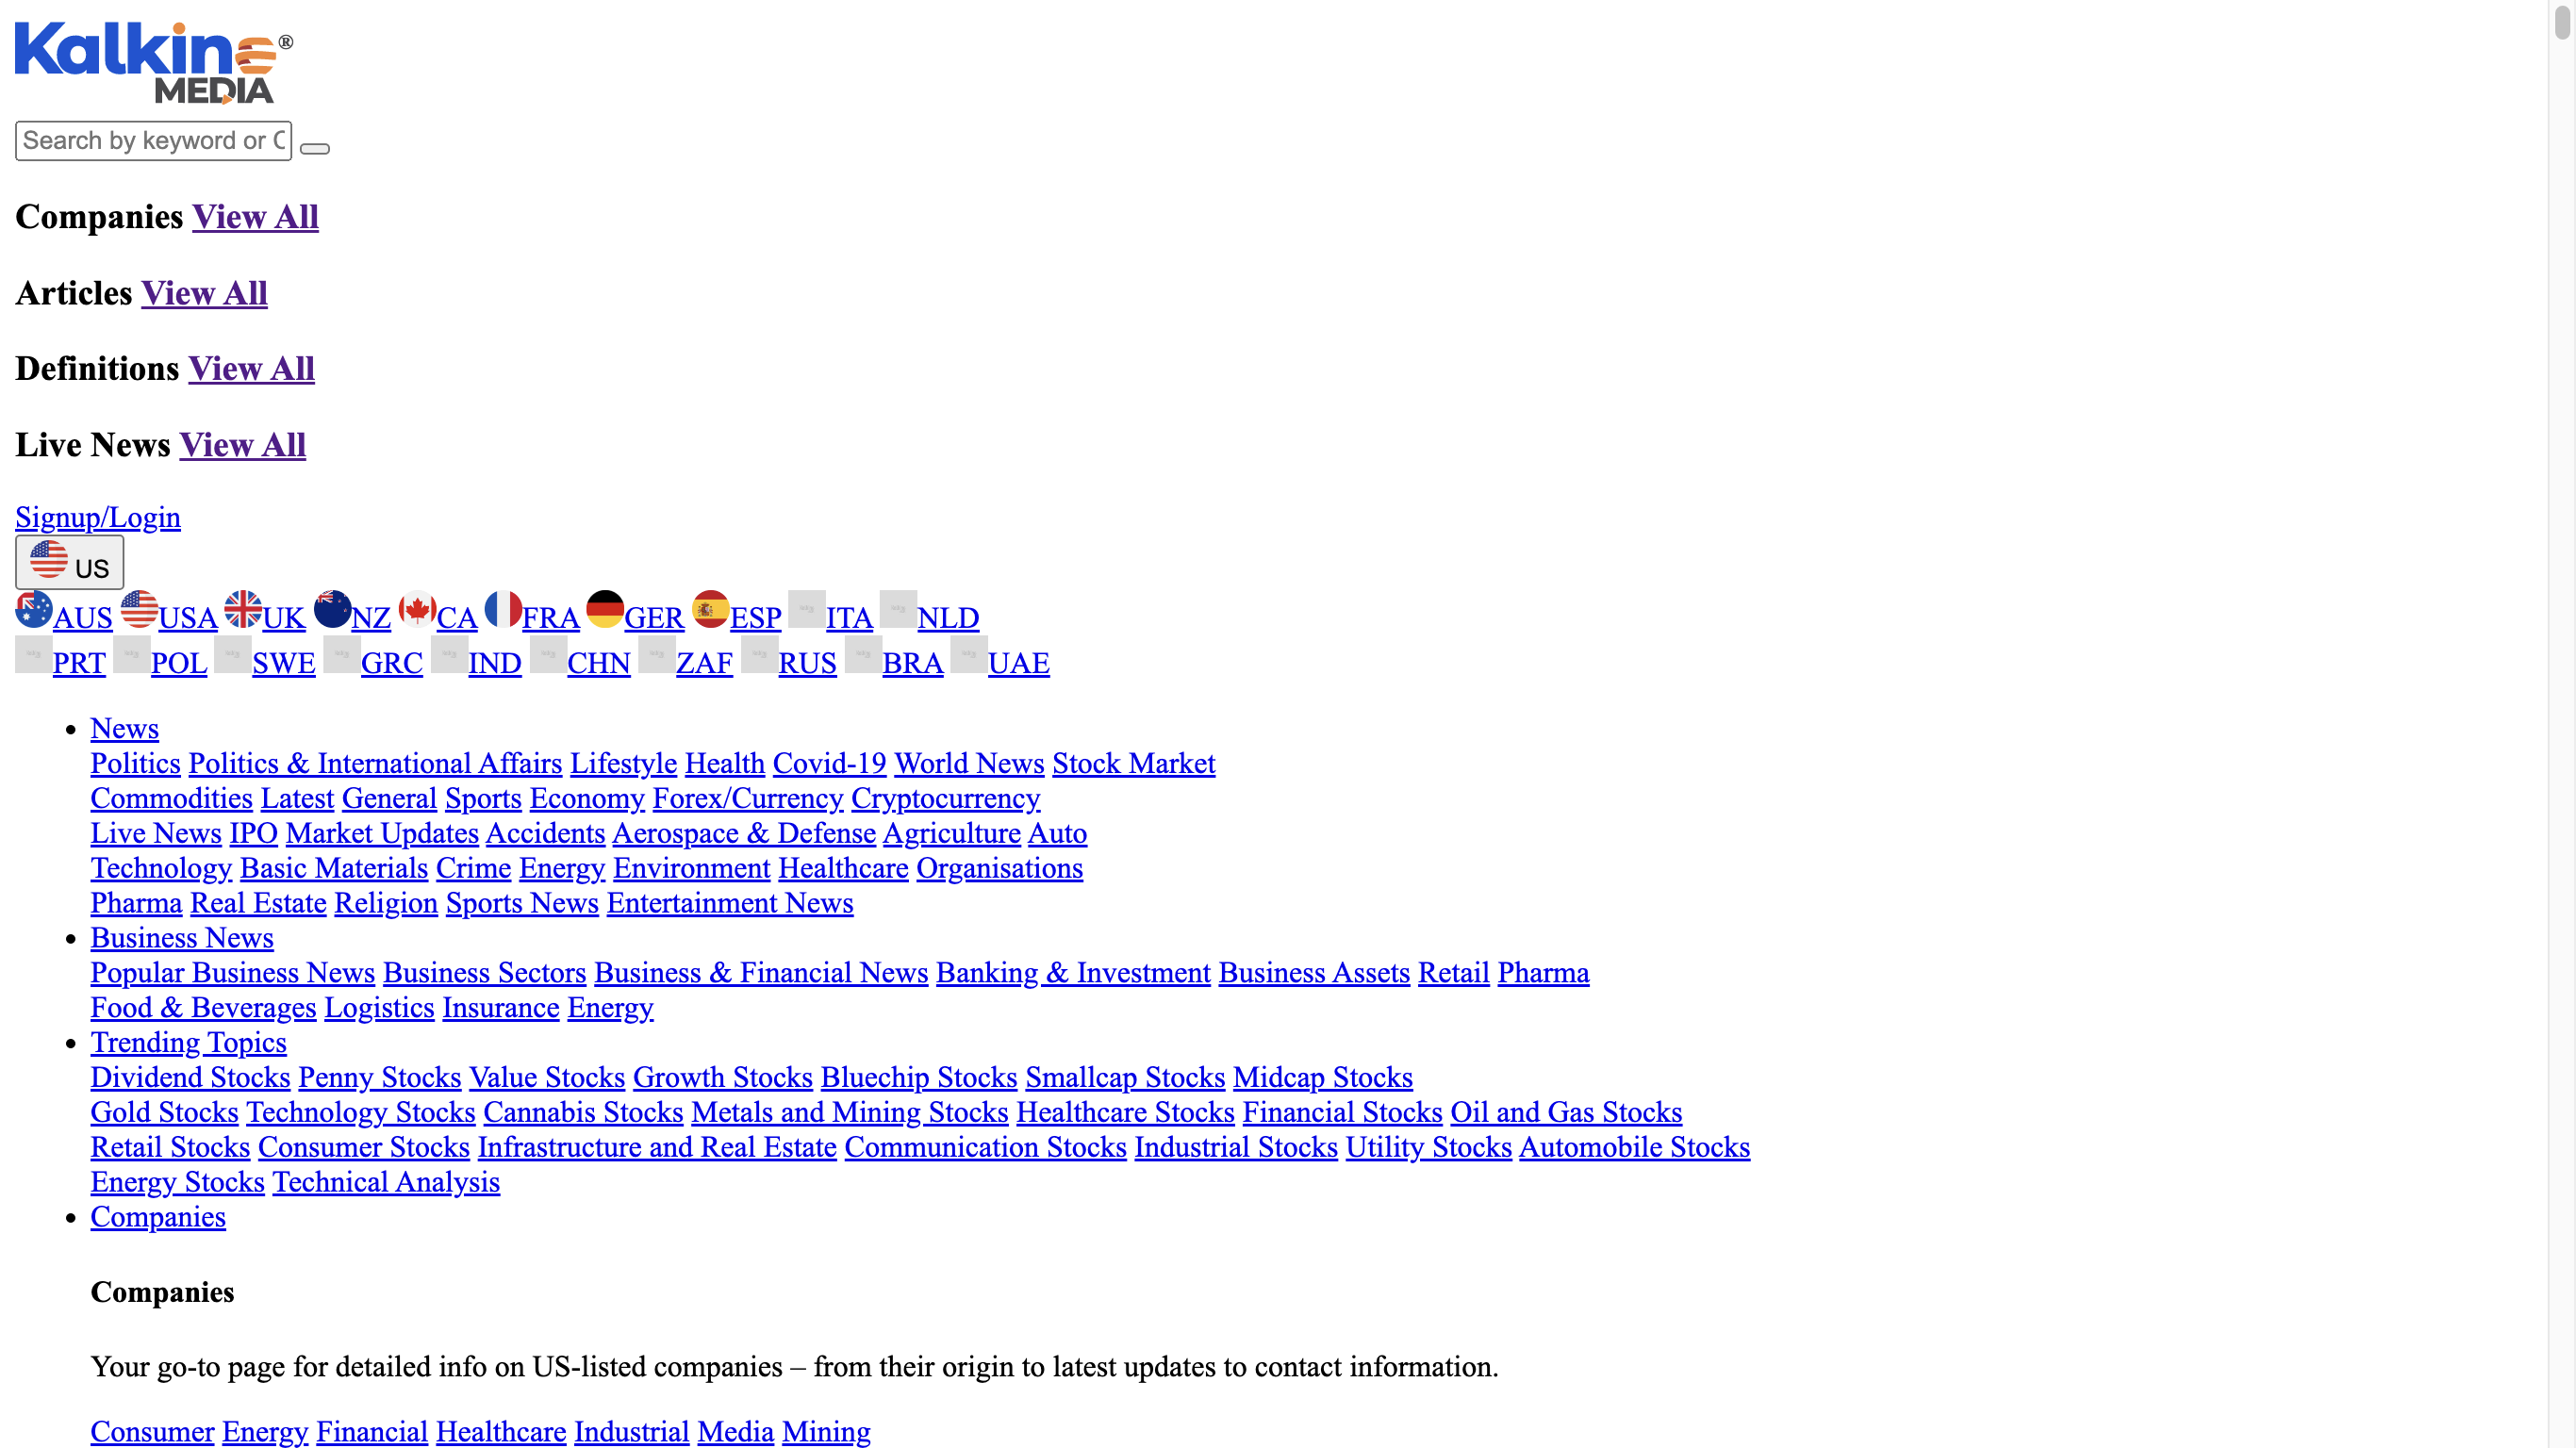 Kalkine®
MEDIA
Search by keyword or C
Companies View All
Articles View All
Definitions View All
Live News View All
Signup/Login
US
AUS USA UK NZ CA FRA GER ESP ITA NLD
PRT POL SWE GRC IND CHN ZAF RUS BRA UAE
News
Politics Politics & International Affairs Lifestyle Health Covid-19 World News Stock Market
Commodities Latest General Sports Economy Forex/Currency Cryptocurrency
Live News IPO Market Updates Accidents Aerospace & Defense Agriculture Auto
Technology Basic Materials Crime Energy Environment Healthcare Organisations
Pharma Real Estate Religion Sports News Entertainment News
Business News
Popular Business News Business Sectors Business & Financial News Banking & Investment Business Assets Retail Pharma
Food & Beverages Logistics Insurance Energy
Trending Topics
Dividend Stocks Penny Stocks Value Stocks Growth Stocks Bluechip Stocks Smallcap Stocks Midcap Stocks
Gold Stocks Technology Stocks Cannabis Stocks Metals and Mining Stocks Healthcare Stocks Financial Stocks Oil and Gas Stocks
Retail Stocks Consumer Stocks Infrastructure and Real Estate Communication Stocks Industrial Stocks Utility Stocks Automobile Stocks
Energy Stocks Technical Analysis
Companies
Companies
Your go-to page for detailed info on US-listed companies – from their origin to latest updates to contact information.
Consumer Energy Financial Healthcare Industrial Media Mining